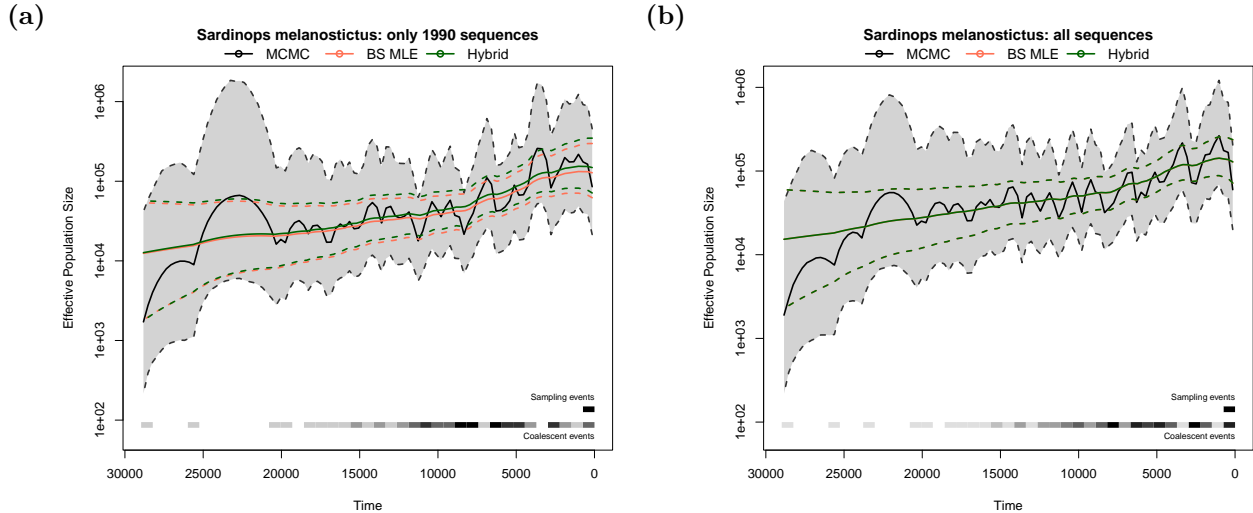 (a)
Sardinops melanostictus: only 1990 sequences
MCMC BS MLE Hybrid
Effective Population Size
1e+06
1e+05
1e+04
1e+03
1e+02
Sampling events
Coalescent events
30000 25000 20000 15000 10000 5000 0
Time
(b)
Sardinops melanostictus: all sequences
MCMC BS MLE Hybrid
Effective Population Size
1e+06
1e+05
1e+04
1e+03
1e+02
Sampling events
Coalescent events
30000 25000 20000 15000 10000 5000 0
Time